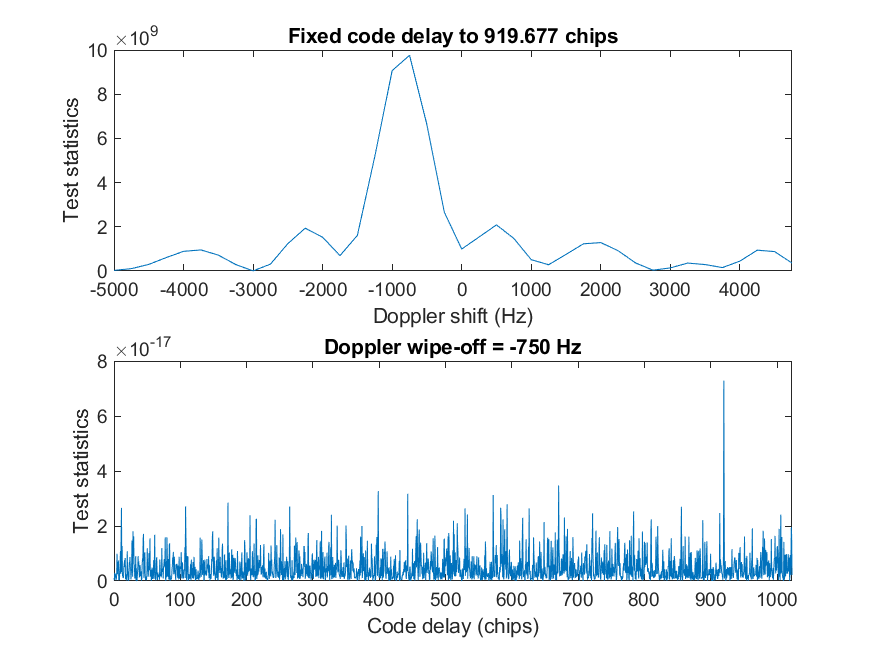 ×10⁹
Fixed code delay to 919.677 chips
10
8
6
4
2
0
Test statistics
-5000 -4000 -3000 -2000 -1000 0 1000 2000 3000 4000
Doppler shift (Hz)
×10⁻¹⁷
Doppler wipe-off = -750 Hz
8
6
4
2
0
Test statistics
0 100 200 300 400 500 600 700 800 900 1000
Code delay (chips)